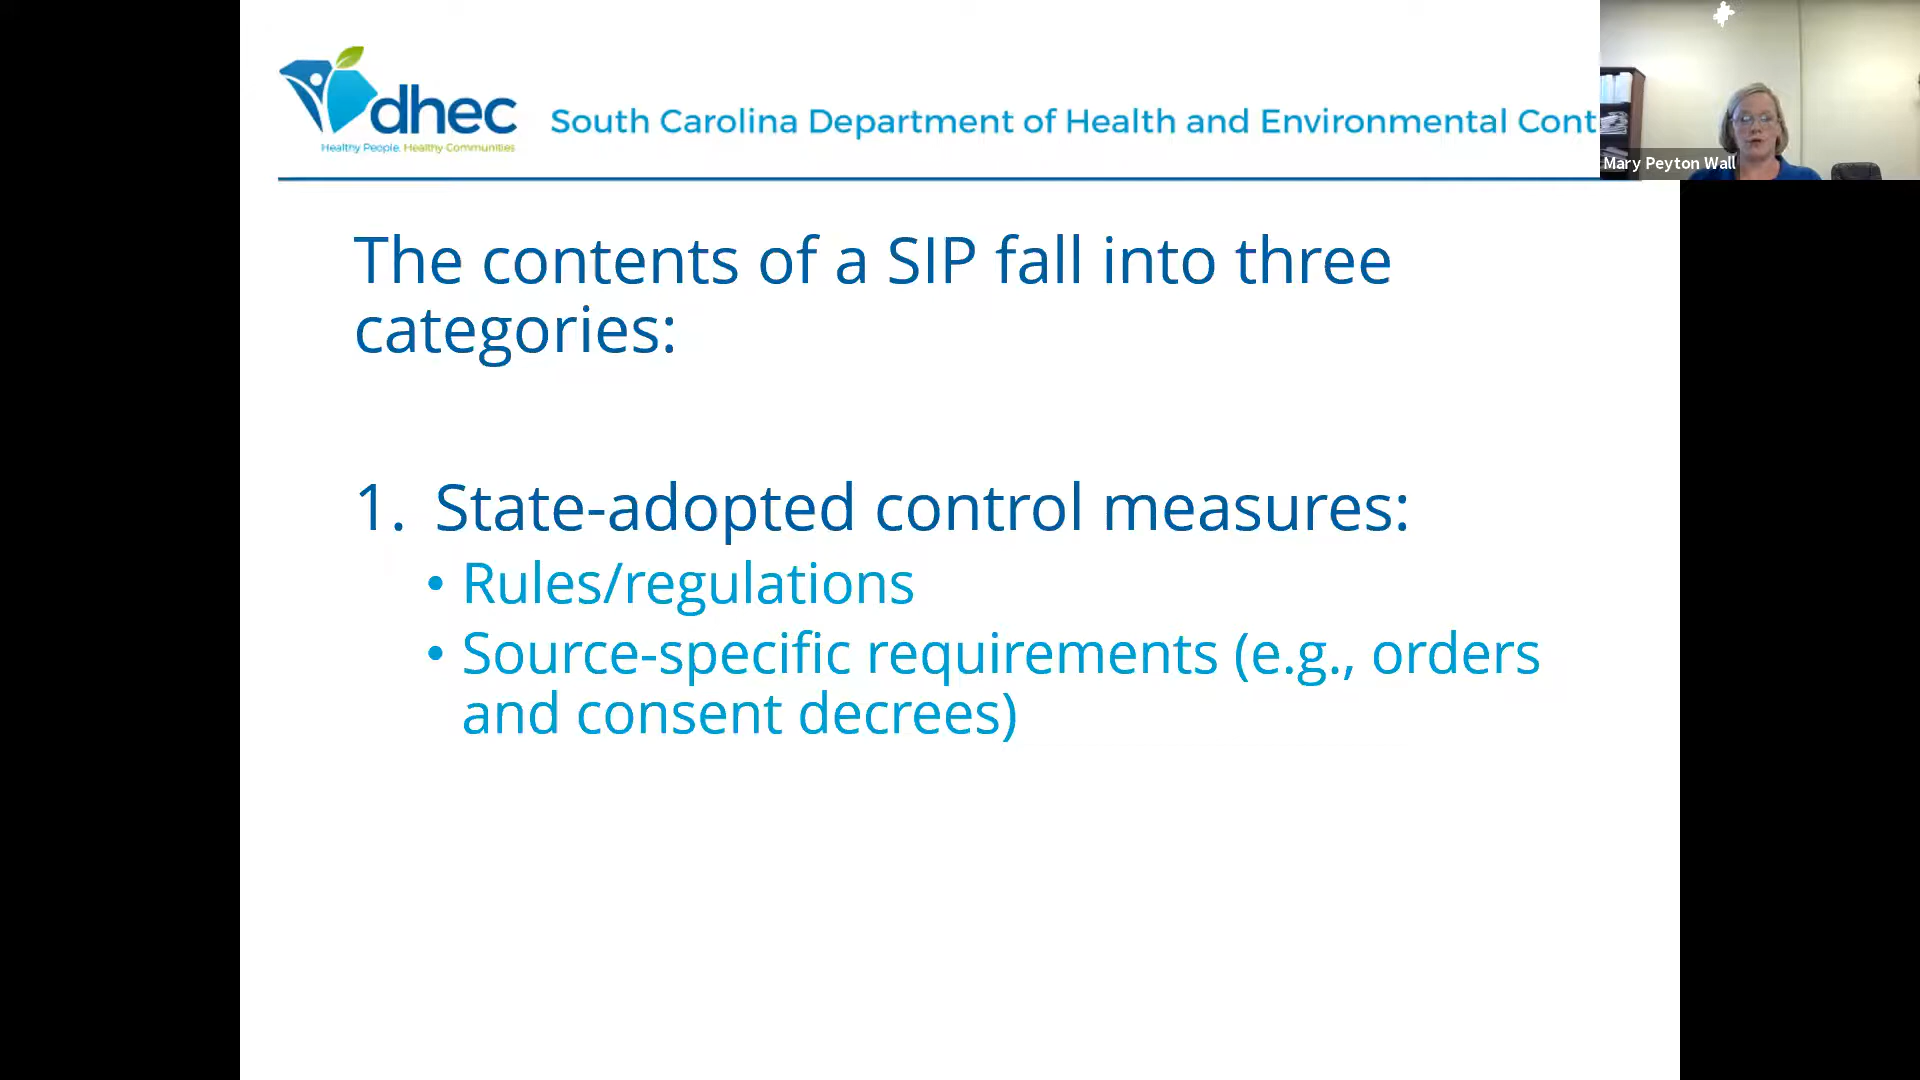 dhec
Healthy People. Healthy Communities
South Carolina Department of Health and Environmental Cont
Mary Peyton Wall
The contents of a SIP fall into three
categories:
1. State-adopted control measures:
• Rules/regulations
• Source-specific requirements (e.g., orders
and consent decrees)